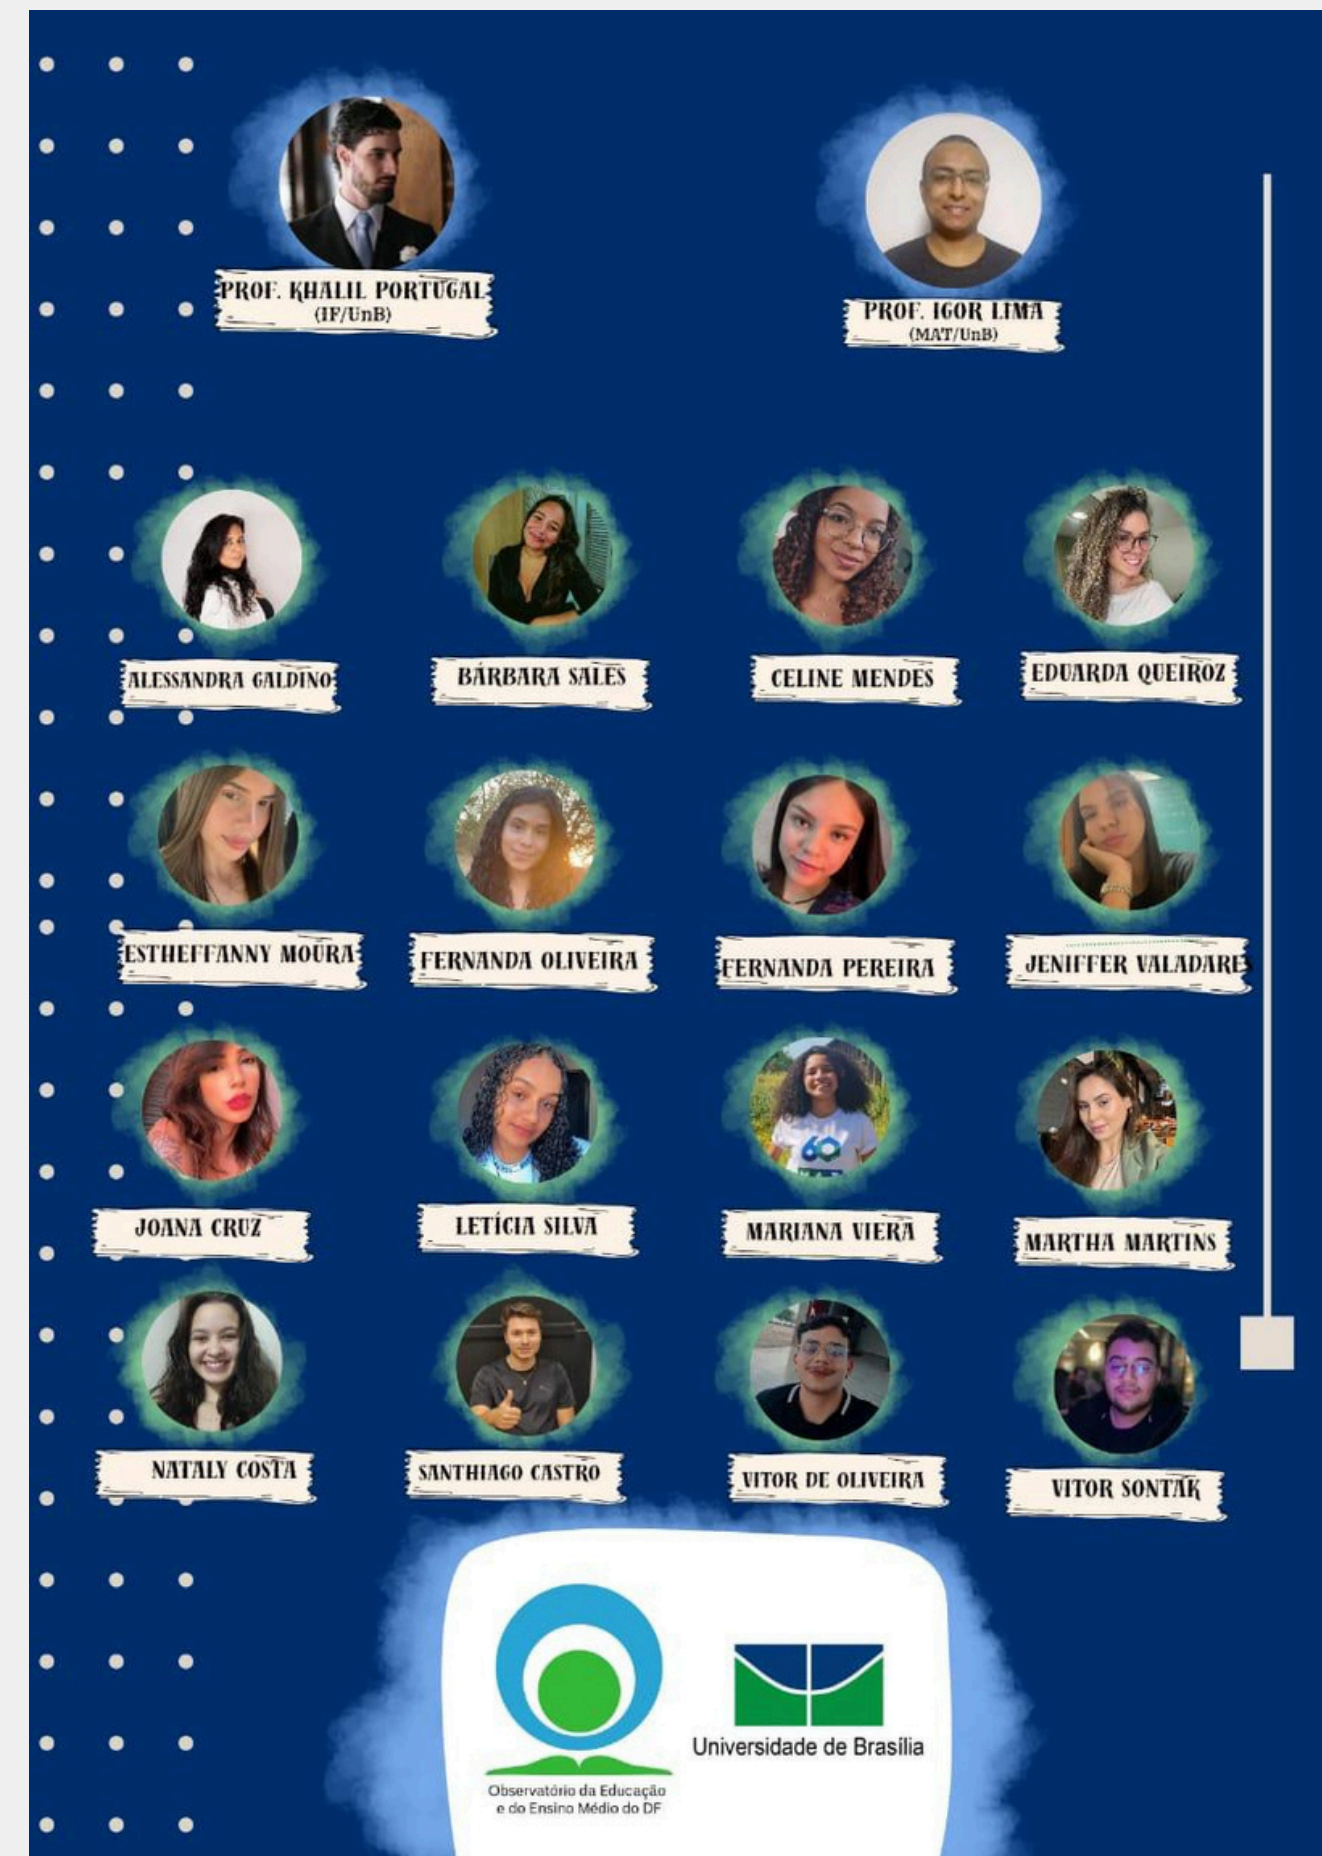 PROF. KHALIL PORTUGAL
(IF/UnB)
PROF. IGOR LIMA
(MAT/UnB)
ALESSANDRA GALDINO
BÁRBARA SALES
CELINE MENDES
EDUARDA QUEIROZ
ESTHEFFANNY MOURA
FERNANDA OLIVEIRA
FERNANDA PEREIRA
JENIFFER VALADARES
JOANA CRUZ
LETÍCIA SILVA
60
MARIANA VIERA
MARTHA MARTINS
NATALY COSTA
SANTHIAGO CASTRO
VITOR DE OLIVEIRA
VITOR SONTAK
Observatório da Educação
e do Ensino Médio do DF
Universidade de Brasília